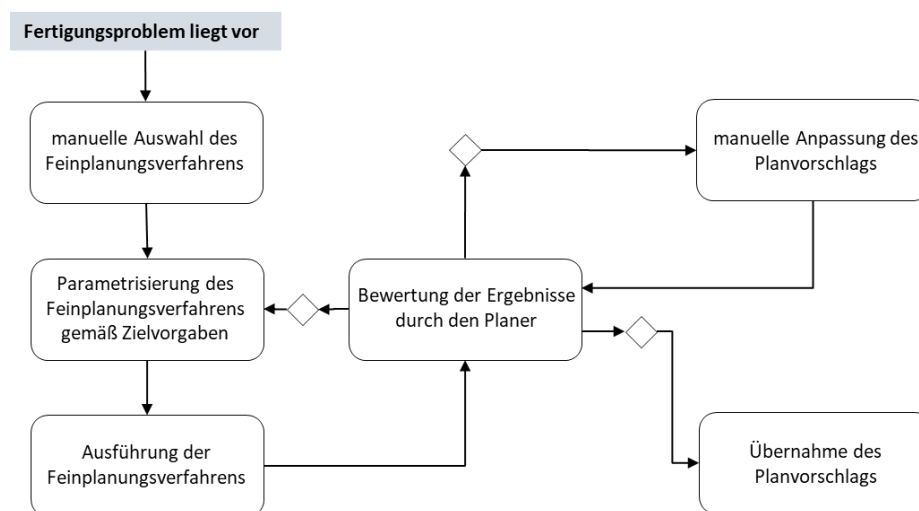 Fertigungsproblem liegt vor
manuelle Auswahl des
Feinplanungsverfahrens
Parametrisierung des
Feinplanungsverfahrens
gemäß Zielvorgaben
Ausführung der
Feinplanungsverfahrens
Bewertung der Ergebnisse
durch den Planer
manuelle Anpassung des
Planvorschlags
Übernahme des
Planvorschlags